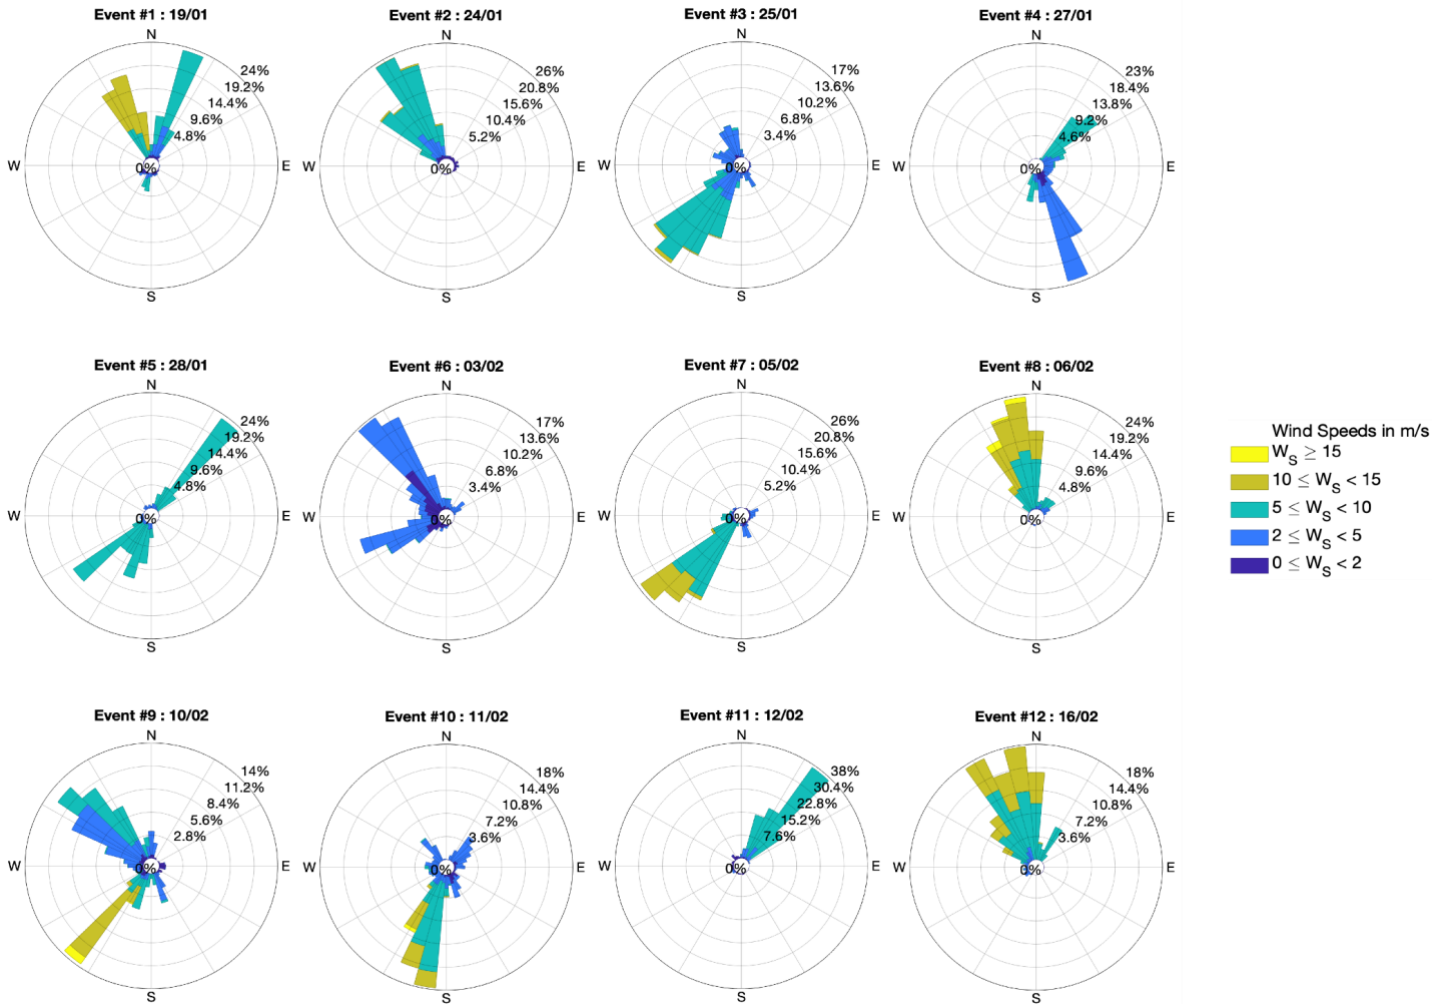 Event #1 : 19/01
N
24%
19.2%
14.4%
9.6%
4.8%
0%
W
E
S
Event #2 : 24/01
N
26%
20.8%
15.6%
10.4%
5.2%
0%
W
E
S
Event #3 : 25/01
N
17%
13.6%
10.2%
6.8%
3.4%
0%
W
E
S
Event #4 : 27/01
N
23%
18.4%
13.8%
9.2%
4.6%
0%
W
E
S
Event #5 : 28/01
N
24%
19.2%
14.4%
9.6%
4.8%
0%
W
E
S
Event #6 : 03/02
N
17%
13.6%
10.2%
6.8%
3.4%
0%
W
E
S
Event #7 : 05/02
N
26%
20.8%
15.6%
10.4%
5.2%
0%
W
E
S
Event #8 : 06/02
N
24%
19.2%
14.4%
9.6%
4.8%
0%
W
E
S
Wind Speeds in m/s
W_S ≥ 15
10 ≤ W_S < 15
5 ≤ W_S < 10
2 ≤ W_S < 5
0 ≤ W_S < 2
Event #9 : 10/02
N
14%
11.2%
8.4%
5.6%
2.8%
0%
W
E
S
Event #10 : 11/02
N
18%
14.4%
10.8%
7.2%
3.6%
0%
W
E
S
Event #11 : 12/02
N
38%
30.4%
22.8%
15.2%
7.6%
0%
W
E
S
Event #12 : 16/02
N
18%
14.4%
10.8%
7.2%
3.6%
0%
W
E
S